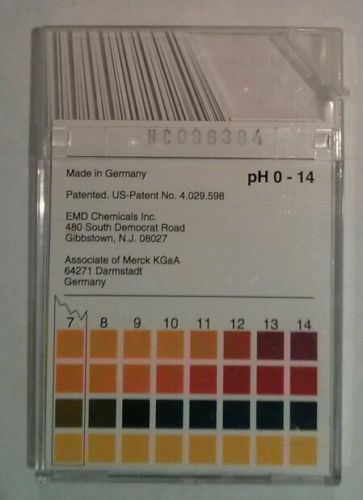 HC096384
Made in Germany
pH 0 - 14
Patented. US-Patent No. 4.029.598
EMD Chemicals Inc.
480 South Democrat Road
Gibbstown, N.J. 08027
Associate of Merck KGaA
64271 Darmstadt
Germany
7 8 9 10 11 12 13 14